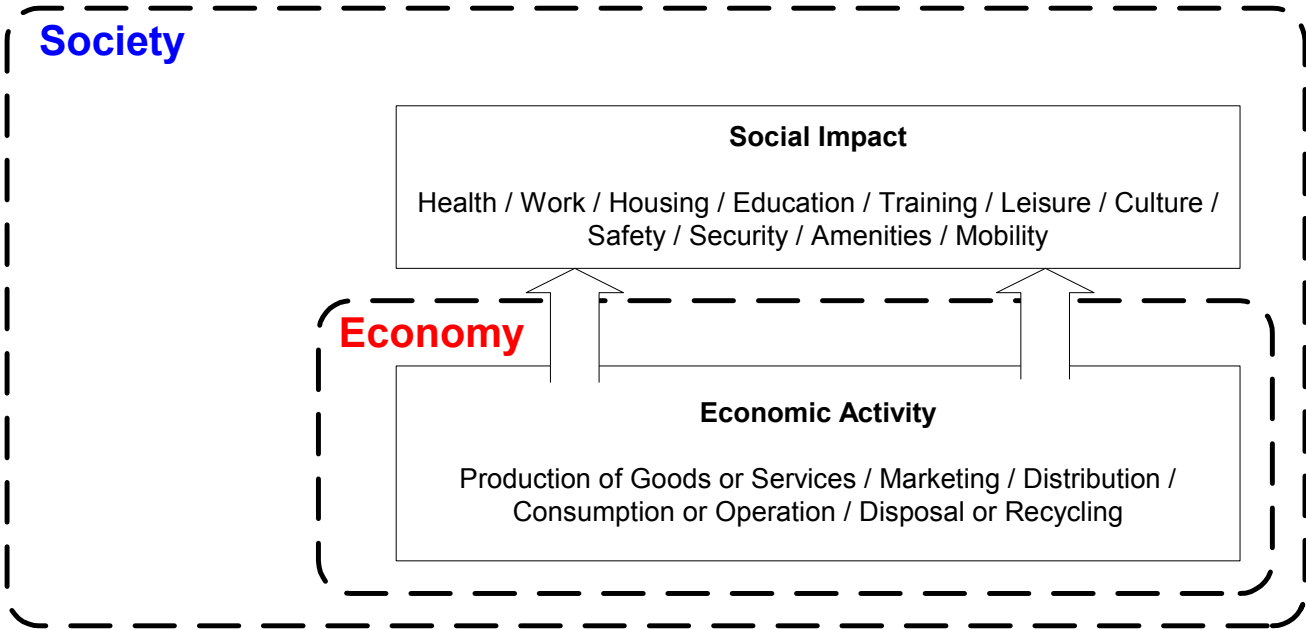 Society
Social Impact
Health / Work / Housing / Education / Training / Leisure / Culture /
Safety / Security / Amenities / Mobility
Economy
Economic Activity
Production of Goods or Services / Marketing / Distribution /
Consumption or Operation / Disposal or Recycling